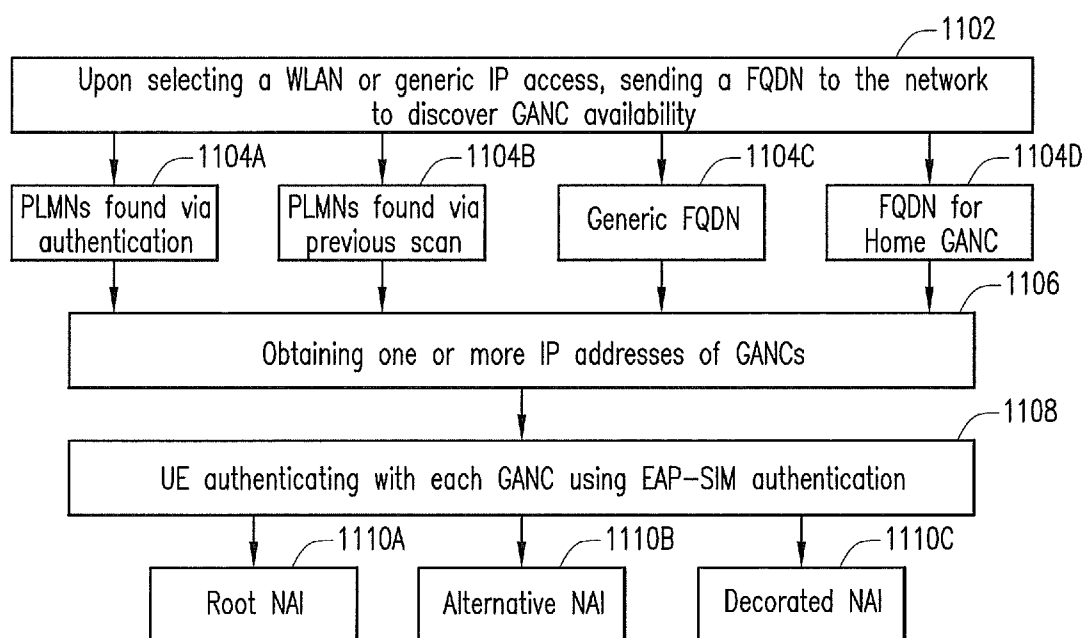 1102
Upon selecting a WLAN or generic IP access, sending a FQDN to the network
to discover GANC availability
1104A
1104B
1104C
1104D
PLMNs found via
authentication
PLMNs found via
previous scan
Generic FQDN
FQDN for
Home GANC
1106
Obtaining one or more IP addresses of GANCs
1108
UE authenticating with each GANC using EAP-SIM authentication
1110A
1110B
1110C
Root NAI
Alternative NAI
Decorated NAI